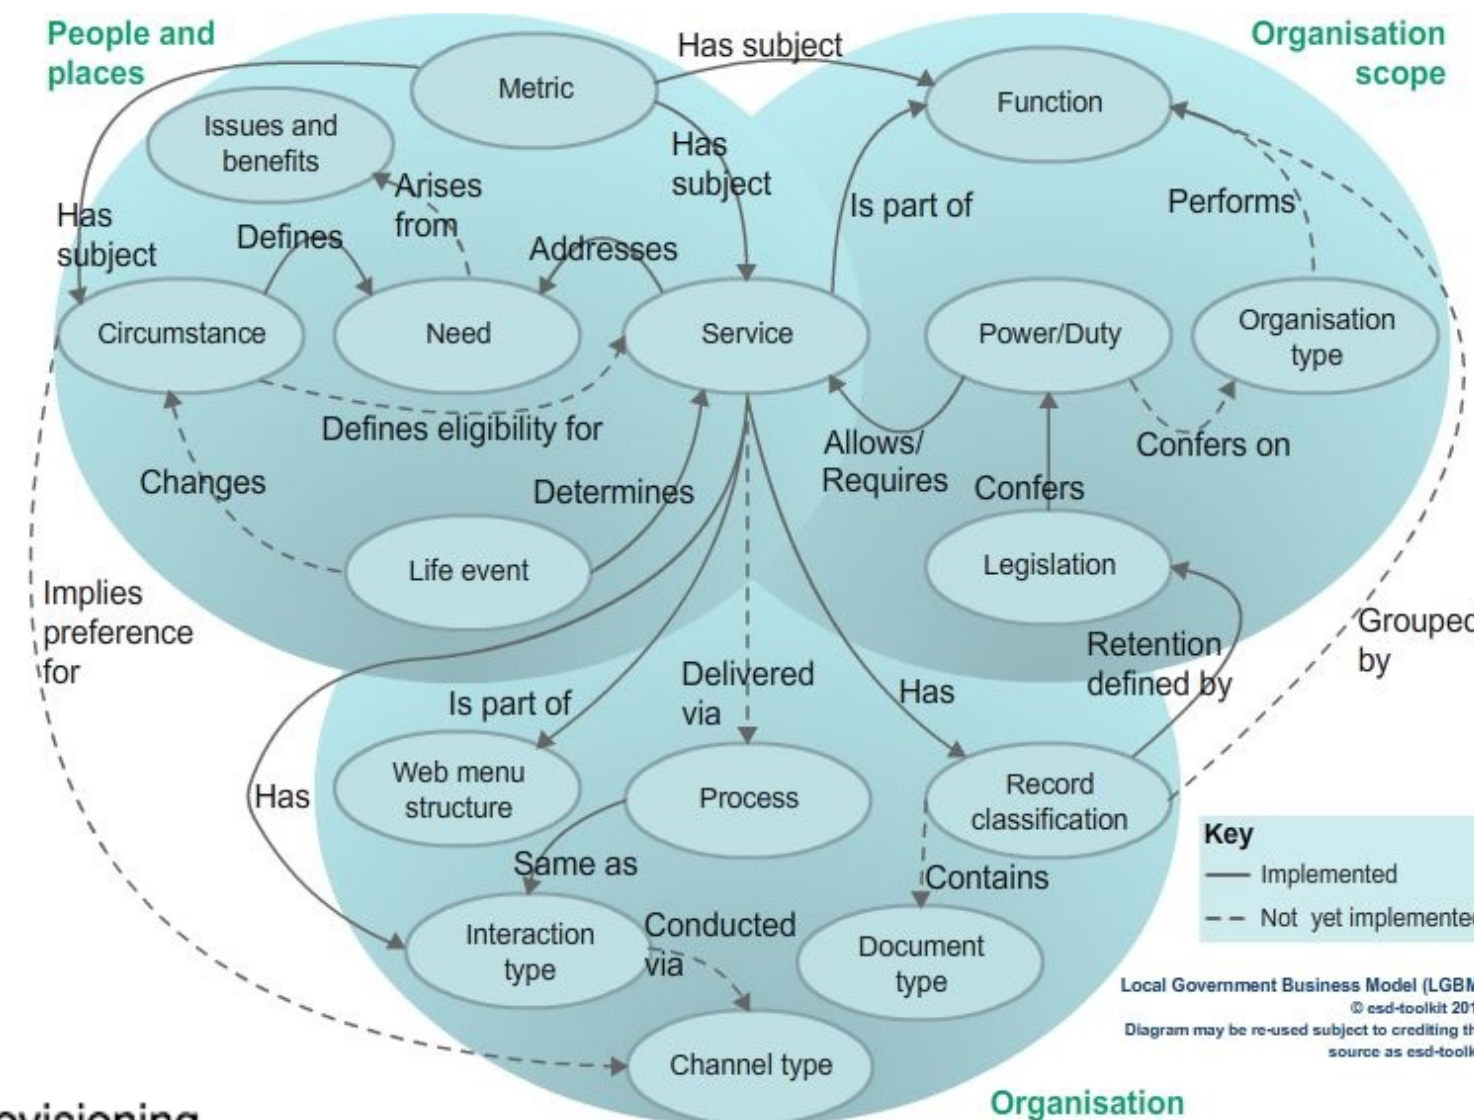 People and
places
Organisation
scope
Has subject
Metric
Function
Issues and
benefits
Has
subject
Arises
from
Is part of
Performs
Has
subject
Defines
Addresses
Circumstance
Need
Service
Power/Duty
Organisation
type
Defines eligibility for
Allows/
Requires
Confers on
Changes
Determines
Confers
Life event
Legislation
Implies
preference
for
Grouped
by
Retention
defined by
Delivered
via
Is part of
Has
Web menu
structure
Process
Record
classification
Has
Same as
Contains
Key
Implemented
Not yet implemented
Interaction
type
Conducted
via
Document
type
Local Government Business Model (LGBM
© esd-toolkit 201
Diagram may be re-used subject to crediting th
source as esd-toolk
Channel type
Organisation